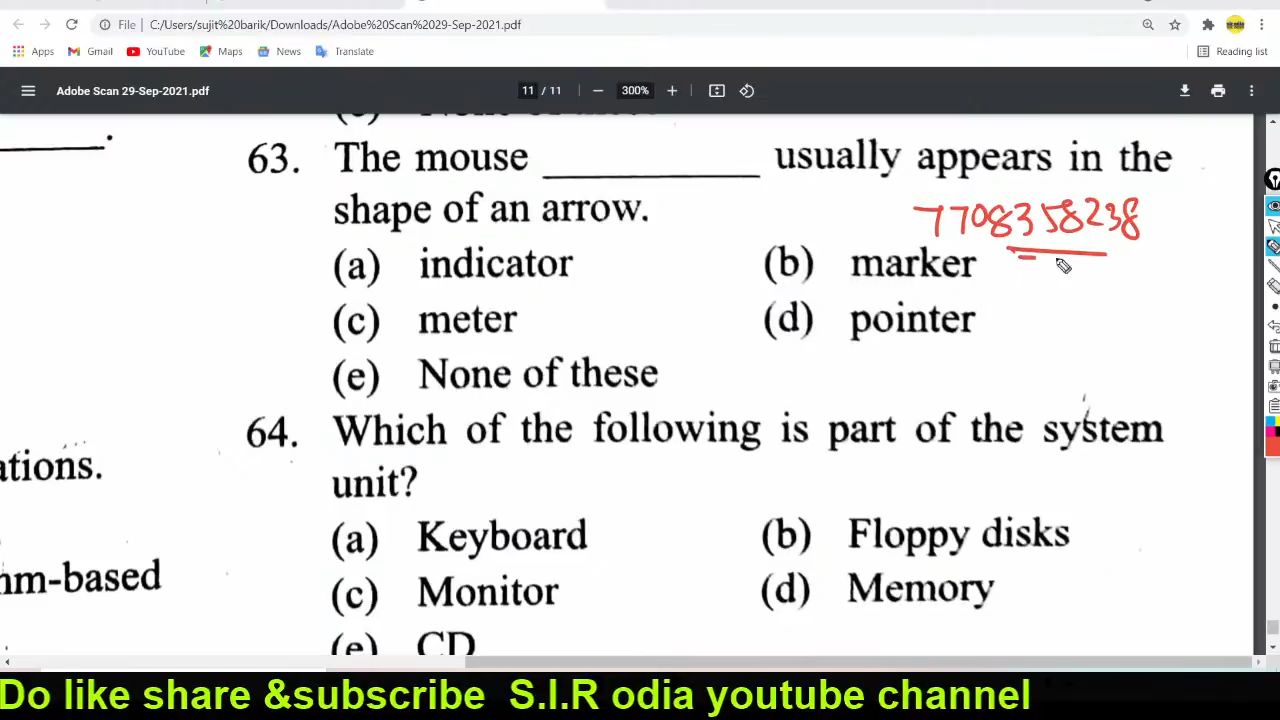 File | C:/Users/sujit%20barik/Downloads/Adobe%20Scan%2029-Sep-2021.pdf
Apps Gmail YouTube Maps News Translate Reading list
Adobe Scan 29-Sep-2021.pdf 11 / 11 300%
63. The mouse __________ usually appears in the
shape of an arrow.
7708358238
(a) indicator (b) marker
(c) meter (d) pointer
(e) None of these
64. Which of the following is part of the system
ations.
unit?
(a) Keyboard (b) Floppy disks
hm-based
(c) Monitor (d) Memory
(e) CD
Do like share &subscribe S.I.R odia youtube channel